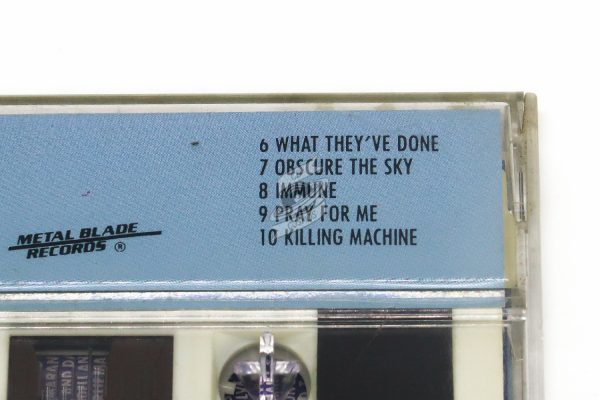 6 WHAT THEY'VE DONE
7 OBSCURE THE SKY
8 IMMUNE
9 PRAY FOR ME
10 KILLING MACHINE
METAL BLADE
RECORDS ®